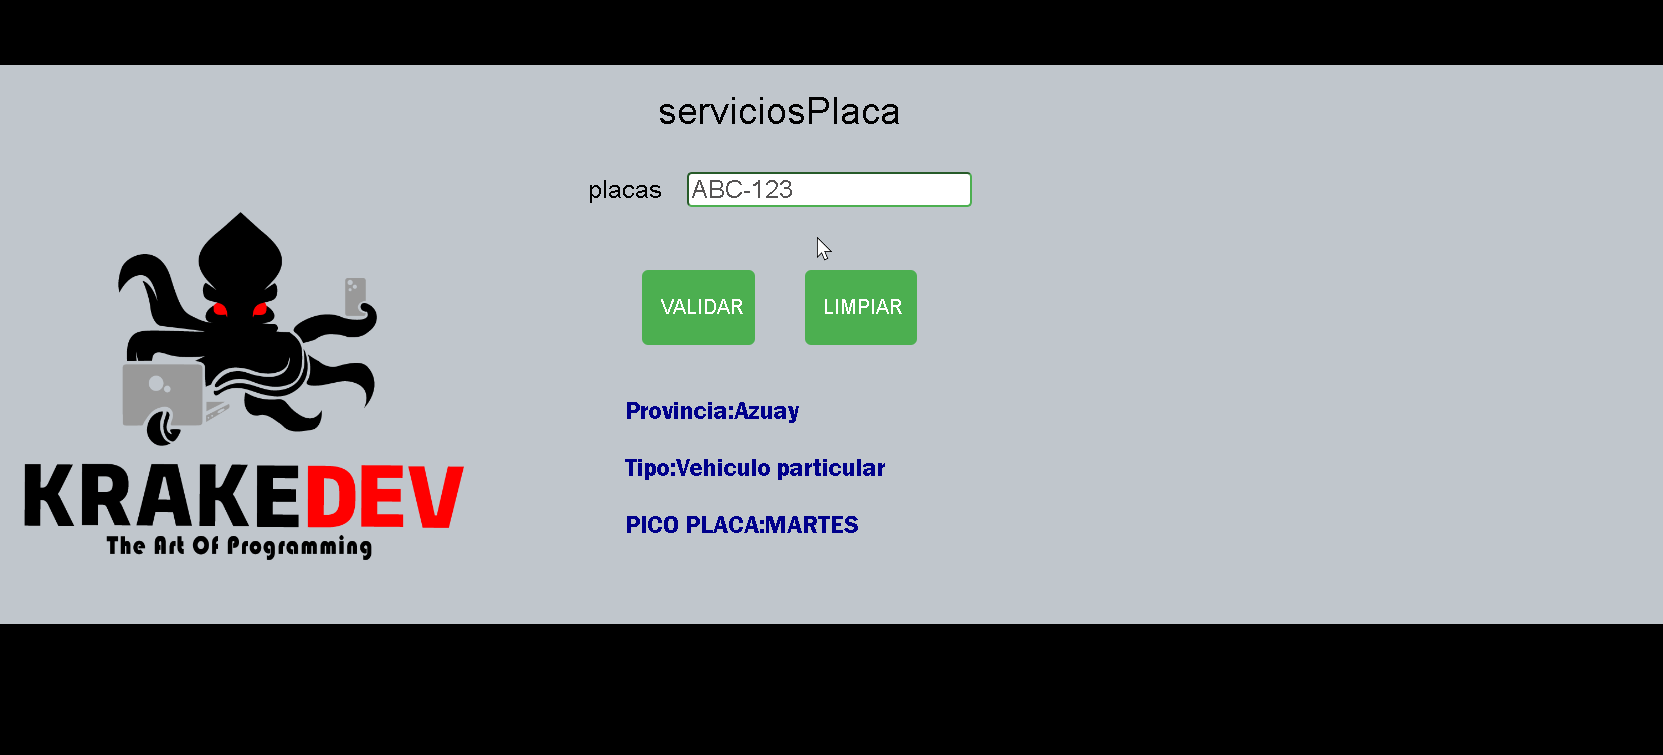 serviciosPlaca
placas ABC-123
VALIDAR LIMPIAR
Provincia:Azuay
Tipo:Vehiculo particular
PICO PLACA:MARTES
KRAKEDEV
The Art Of Programming